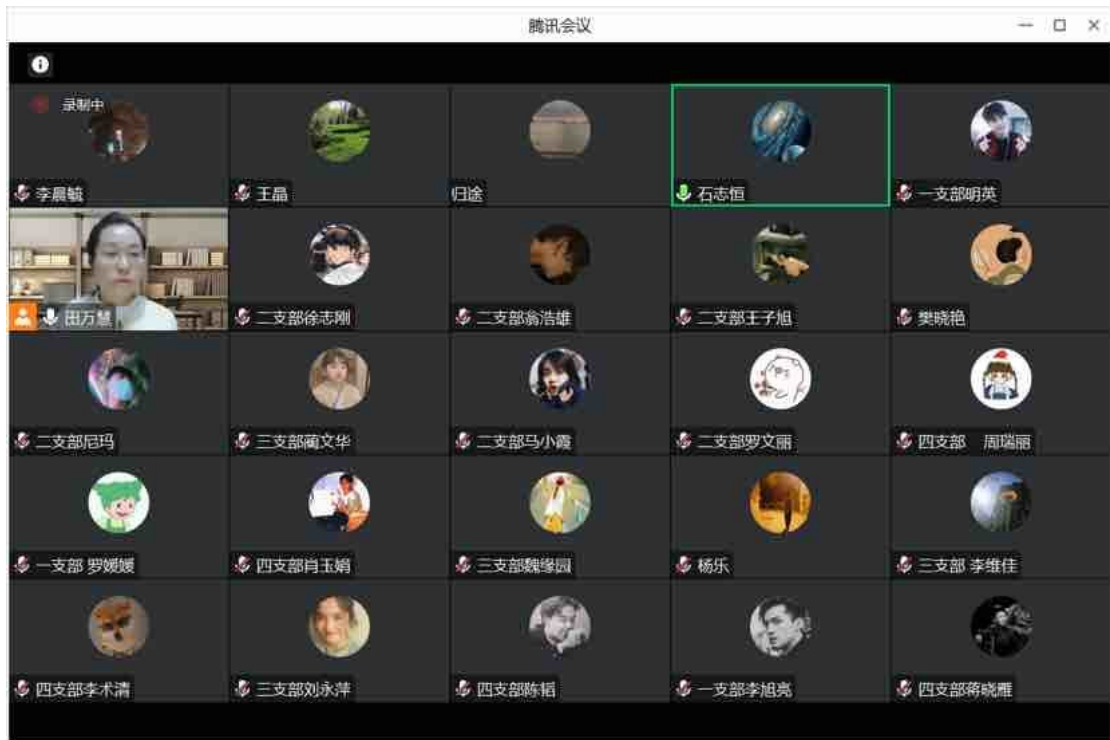 腾讯会议
录制中
李晨毓
王晶
归途
石志恒
一支部明英
田万慧
二支部徐志刚
二支部翁浩雄
二支部王子旭
樊晓艳
二支部尼玛
三支部蔺文华
二支部马小霞
二支部罗文丽
四支部 周瑞丽
一支部 罗媛媛
四支部肖玉娟
三支部魏缘园
杨乐
三支部 李维佳
四支部李术清
三支部刘永萍
四支部陈韬
一支部李旭亮
四支部蒋晓雁